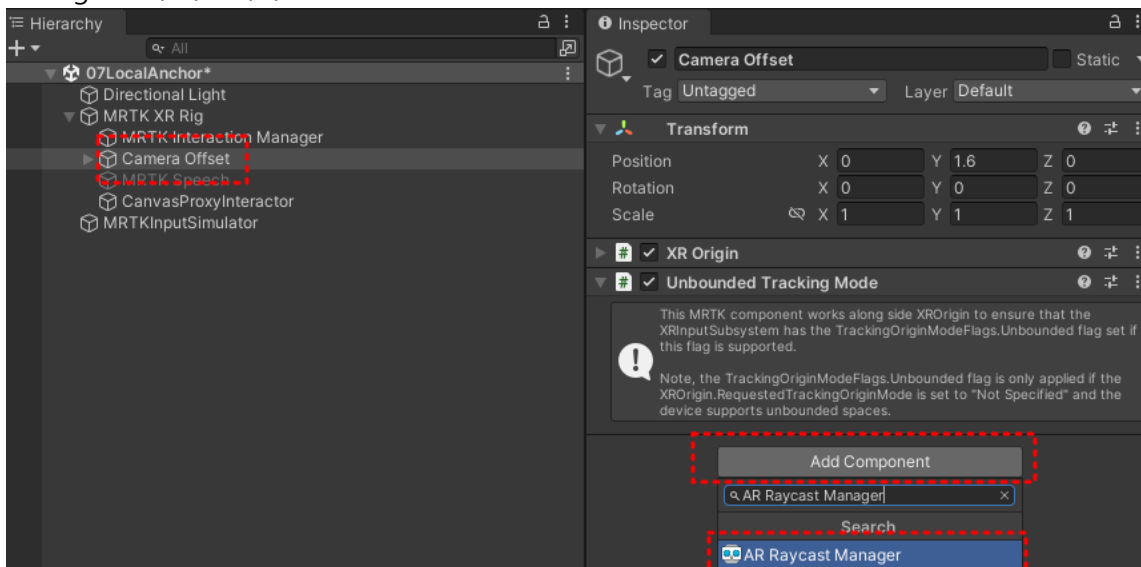 Hierarchy
All
07LocalAnchor*
Directional Light
MRTK XR Rig
MRTK Interaction Manager
Camera Offset
MRTK Speech
CanvasProxyInteractor
MRTKInputSimulator
Inspector
Camera Offset
Static
Tag Untagged Layer Default
Transform
Position X 0 Y 1.6 Z 0
Rotation X 0 Y 0 Z 0
Scale X 1 Y 1 Z 1
# XR Origin
# Unbounded Tracking Mode
This MRTK component works along side XROrigin to ensure that the
XRInputSubsystem has the TrackingOriginModeFlags.Unbounded flag set if
this flag is supported.
Note, the TrackingOriginModeFlags.Unbounded flag is only applied if the
XROrigin.RequestedTrackingOriginMode is set to "Not Specified" and the
device supports unbounded spaces.
Add Component
AR Raycast Manager
Search
AR Raycast Manager